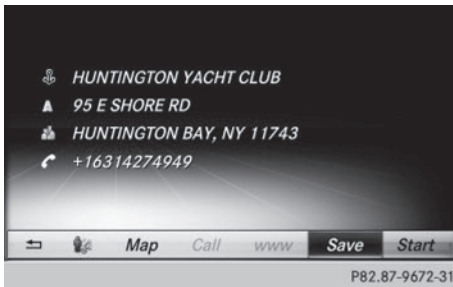 HUNTINGTON YACHT CLUB
95 E SHORE RD
HUNTINGTON BAY, NY 11743
+16314274949
Map Call www Save Start
P82.87-9672-31